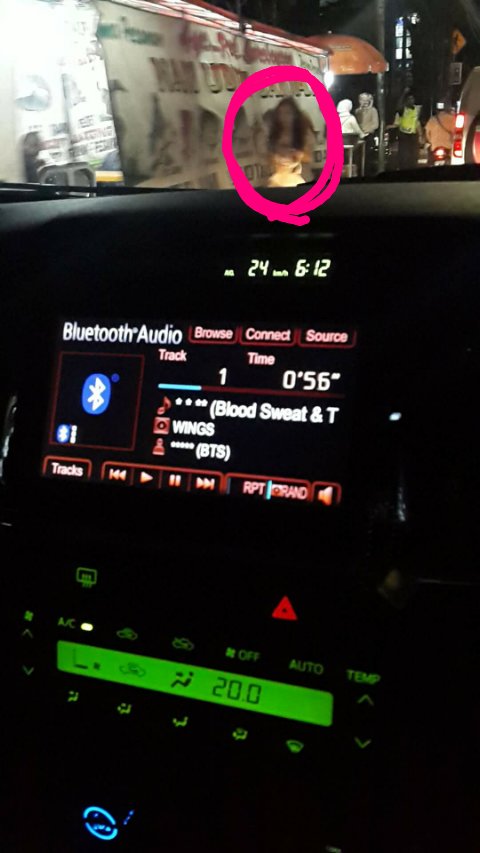 24 km/h 6:12
Bluetooth® Audio Browse Connect Source
Track Time
1 0'56"
**** (Blood Sweat & T
WINGS
***** (BTS)
Tracks RPT RAND
A/C OFF AUTO TEMP
20.0